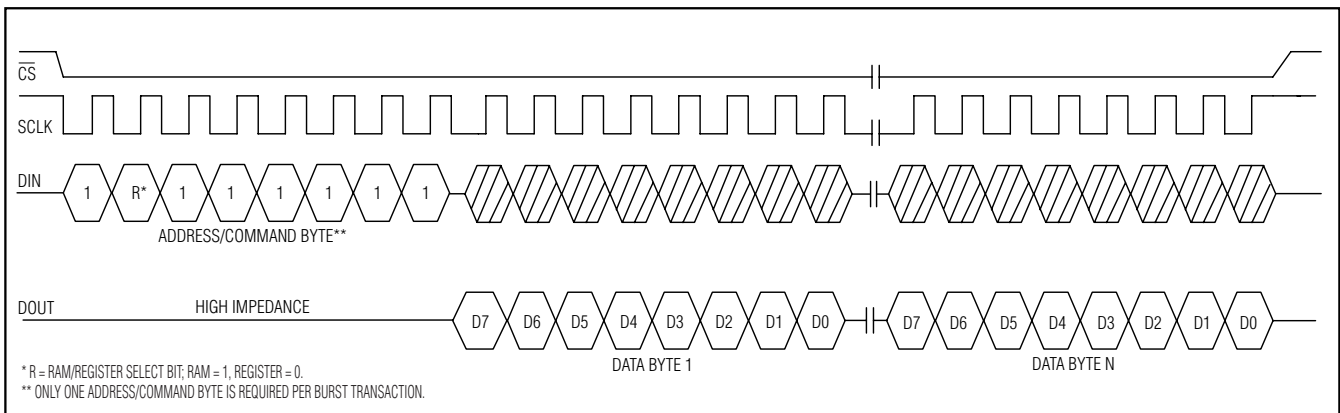 CS
SCLK
DIN 1 R* 1 1 1 1 1 1
ADDRESS/COMMAND BYTE**
DOUT HIGH IMPEDANCE D7 D6 D5 D4 D3 D2 D1 D0 D7 D6 D5 D4 D3 D2 D1 D0
DATA BYTE 1 DATA BYTE N
* R = RAM/REGISTER SELECT BIT; RAM = 1, REGISTER = 0.
** ONLY ONE ADDRESS/COMMAND BYTE IS REQUIRED PER BURST TRANSACTION.